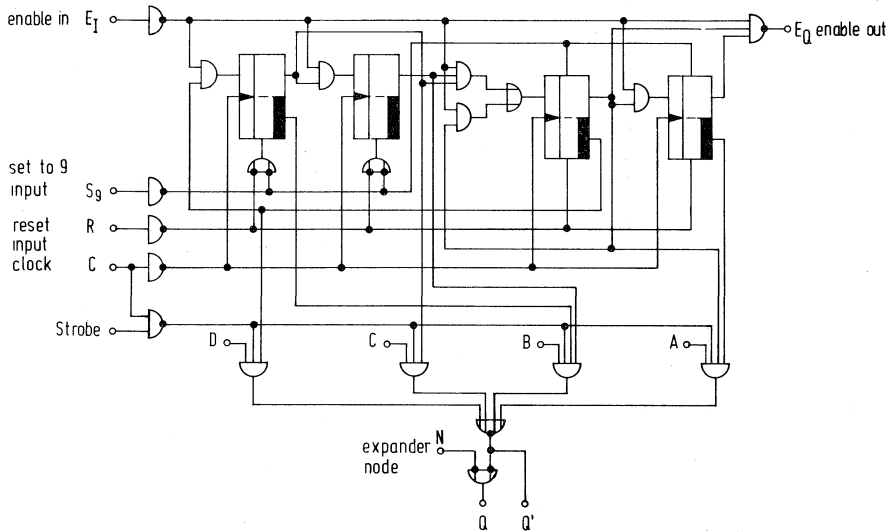 enable in E_I
E_Q enable out
set to 9
input S_9
reset R
input
clock C
Strobe
D
C
B
A
expander N
node
Q
Q'